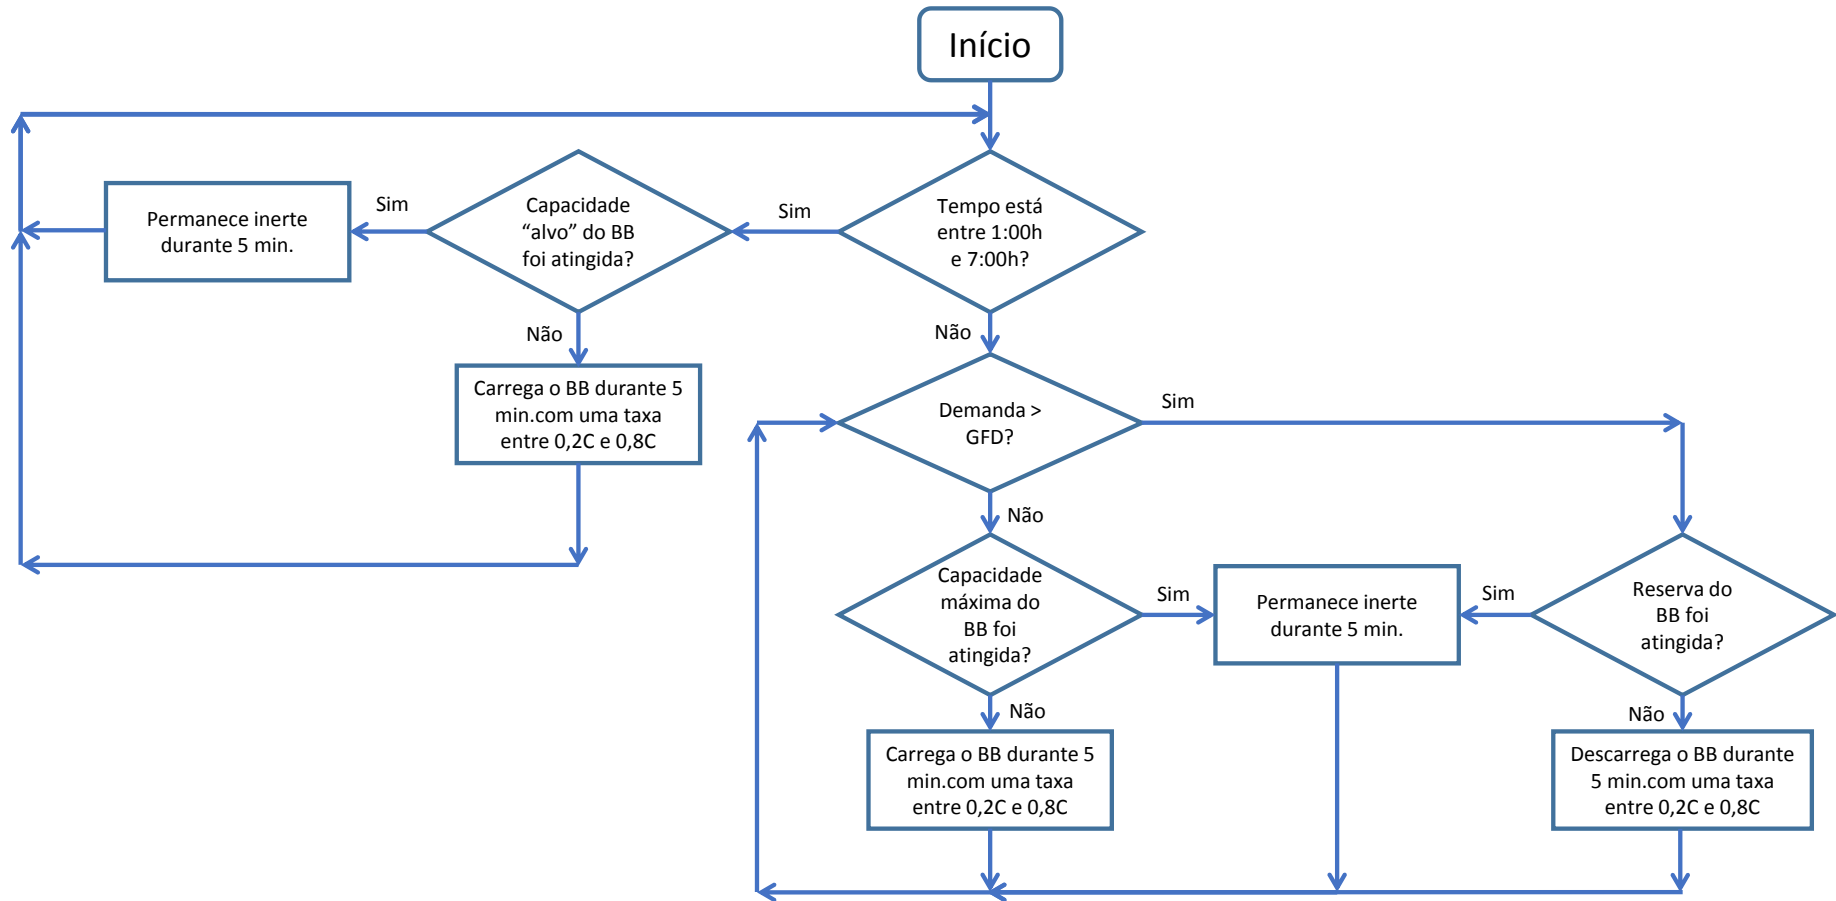 Início
Tempo está
entre 1:00h
e 7:00h?
Sim
Capacidade
“alvo” do BB
foi atingida?
Sim
Permanece inerte
durante 5 min.
Não
Carrega o BB durante 5
min.com uma taxa
entre 0,2C e 0,8C
Não
Demanda >
GFD?
Sim
Não
Capacidade
máxima do
BB foi
atingida?
Sim
Permanece inerte
durante 5 min.
Sim
Reserva do
BB foi
atingida?
Não
Carrega o BB durante 5
min.com uma taxa
entre 0,2C e 0,8C
Não
Descarrega o BB durante
5 min.com uma taxa
entre 0,2C e 0,8C